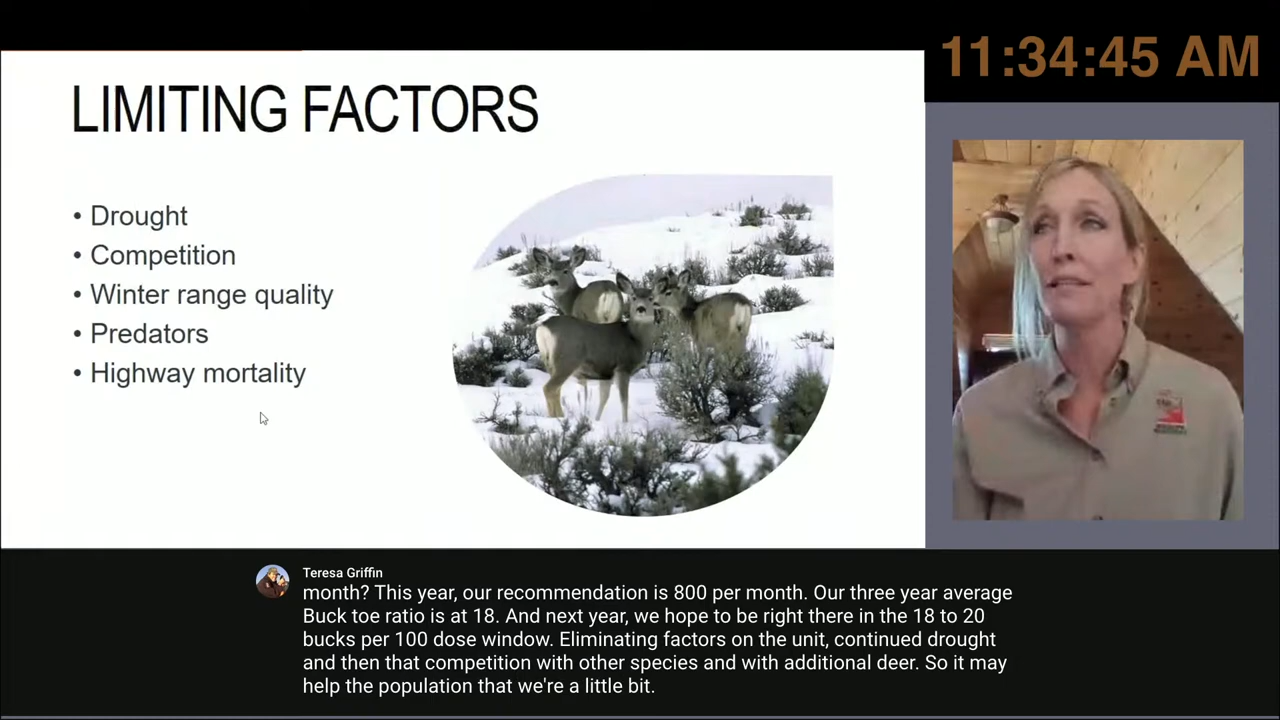 11:34:45 AM
LIMITING FACTORS
• Drought
• Competition
• Winter range quality
• Predators
• Highway mortality
Teresa Griffin
month? This year, our recommendation is 800 per month. Our three year average
Buck toe ratio is at 18. And next year, we hope to be right there in the 18 to 20
bucks per 100 dose window. Eliminating factors on the unit, continued drought
and then that competition with other species and with additional deer. So it may
help the population that we're a little bit.